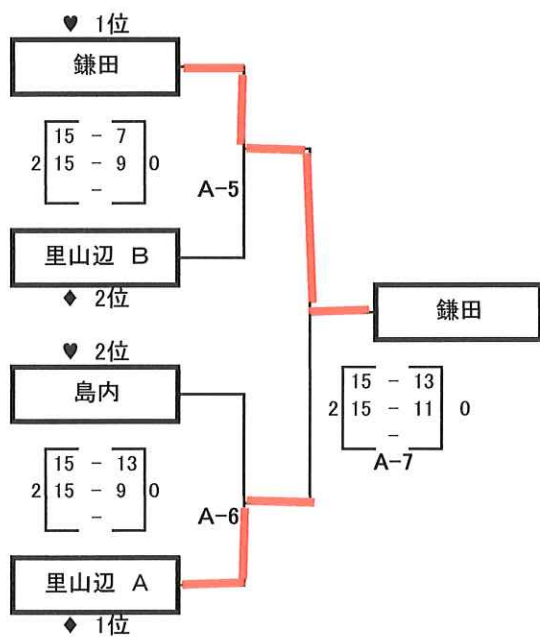 ♥ 1位
鎌田
15 - 7
2 15 - 9 0
-
A-5
里山辺 B
♦ 2位
鎌田
♥ 2位
島内
15 - 13
2 15 - 11 0
-
A-7
15 - 13
2 15 - 9 0
-
A-6
里山辺 A
♦ 1位